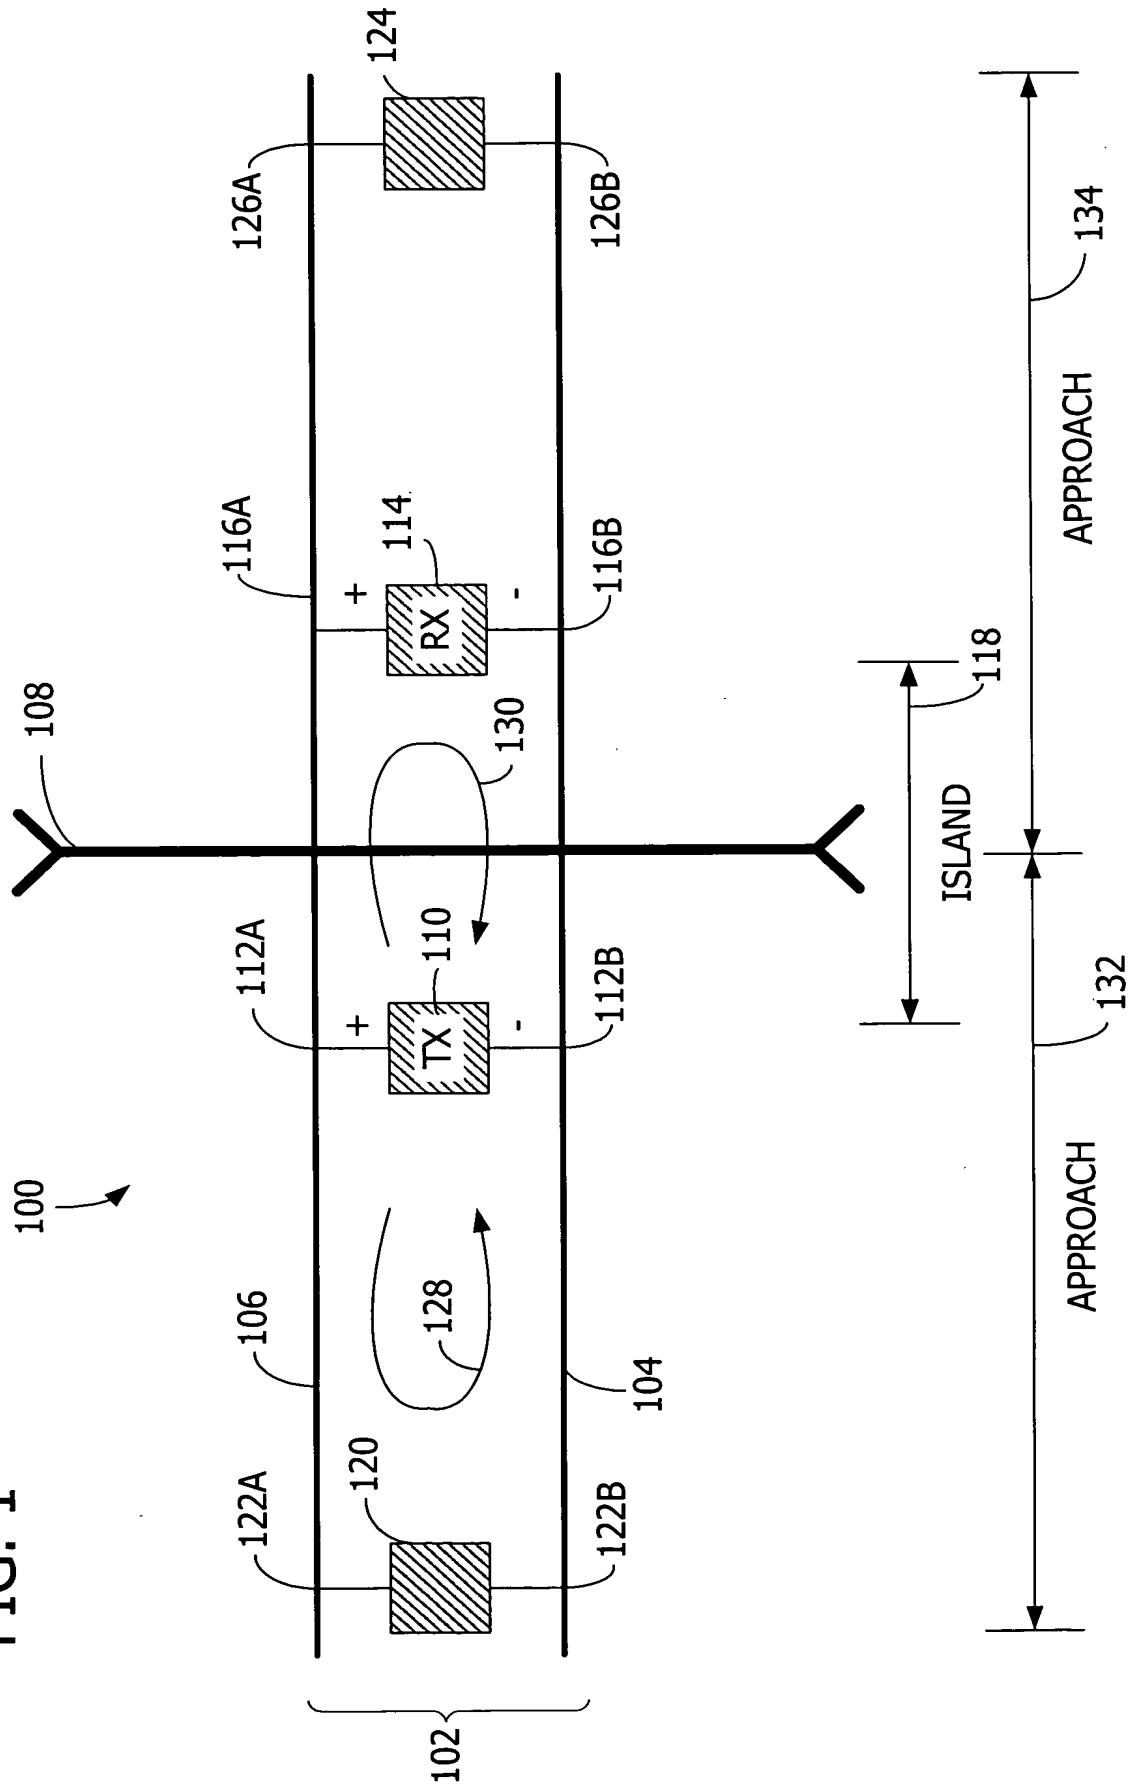 FIG. 1
100
108
122A
106
112A
116A
126A
120
128
TX
110
+
-
130
RX
114
+
-
124
102
122B
104
112B
116B
126B
ISLAND
118
APPROACH
132
APPROACH
134